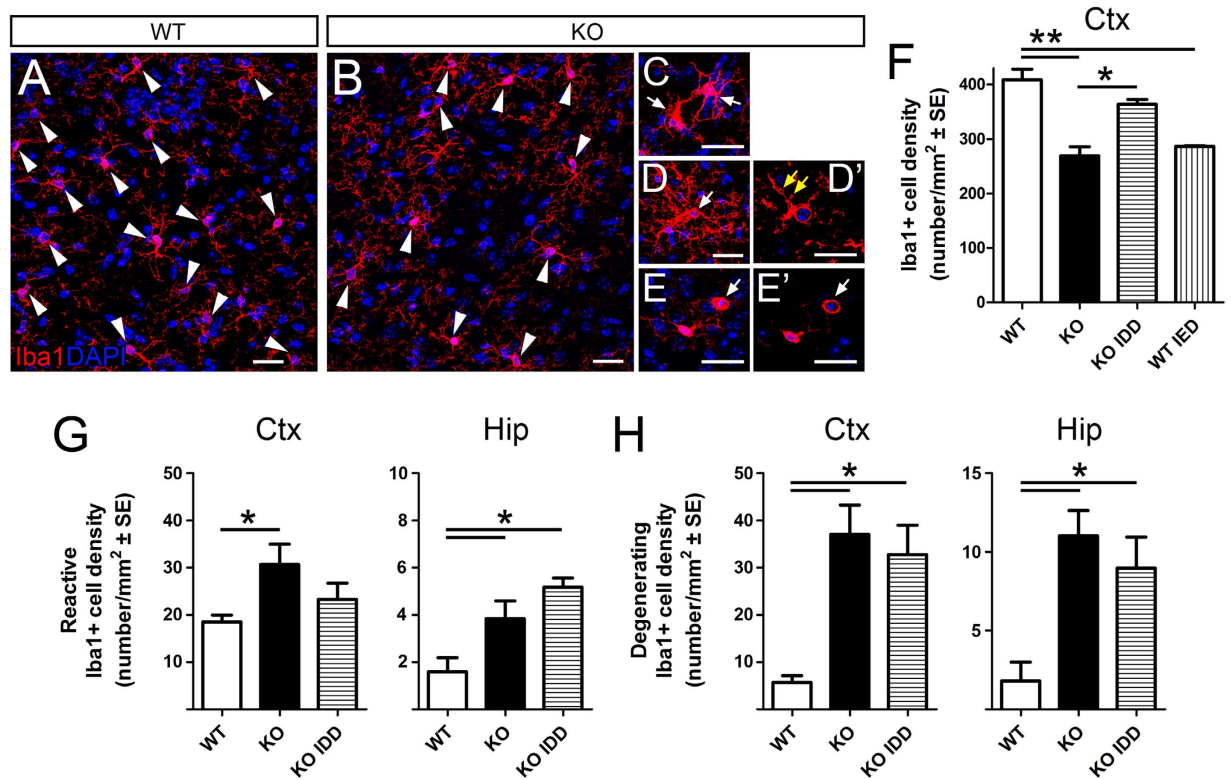 WT
KO
A
B
C
D
D'
E
E'
Iba1DAPI
F
Ctx
Iba1+ cell density
(number/mm² ± SE)
400
300
200
100
0
**
*
WT
KO
KO IDD
WT IED
G
Ctx
Reactive
Iba1+ cell density
(number/mm² ± SE)
50
40
30
20
10
*
WT
KO
KO IDD
Hip
10
8
6
4
2
*
WT
KO
KO IDD
H
Ctx
Degenerating
Iba1+ cell density
(number/mm² ± SE)
50
40
30
20
10
*
WT
KO
KO IDD
Hip
15
10
5
*
WT
KO
KO IDD